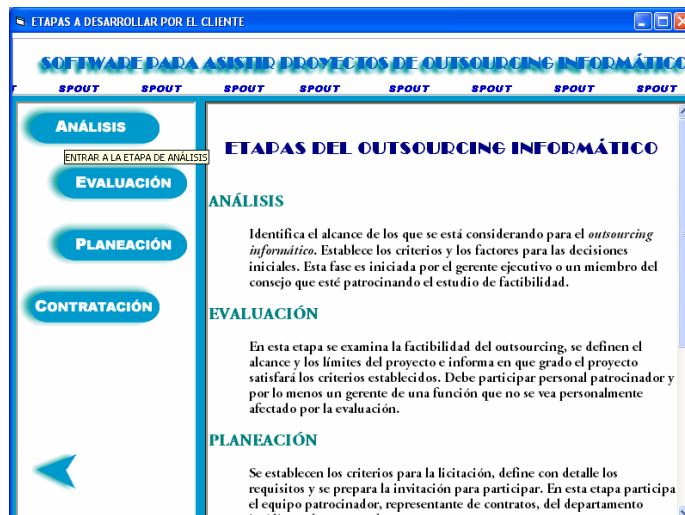 ETAPAS A DESARROLLAR POR EL CLIENTE
SOFTWARE PARA ASISTIR PROYECTOS DE OUTSOURCING INFORMÁTICO
SPOUT SPOUT SPOUT SPOUT SPOUT SPOUT SPOUT SPOUT
ANÁLISIS
ENTRAR A LA ETAPA DE ANÁLISIS
EVALUACIÓN
PLANEACIÓN
CONTRATACIÓN
ETAPAS DEL OUTSOURCING INFORMÁTICO
ANÁLISIS
Identifica el alcance de los que se está considerando para el outsourcing
informático. Establece los criterios y los factores para las decisiones
iniciales. Esta fase es iniciada por el gerente ejecutivo o un miembro del
consejo que esté patrocinando el estudio de factibilidad.
EVALUACIÓN
En esta etapa se examina la factibilidad del outsourcing, se definen el
alcance y los límites del proyecto e informa en que grado el proyecto
satisfará los criterios establecidos. Debe participar personal patrocinador y
por lo menos un gerente de una función que no se vea personalmente
afectado por la evaluación.
PLANEACIÓN
Se establecen los criterios para la licitación, define con detalle los
requisitos y se prepara la invitación para participar. En esta etapa participa
el equipo patrocinador, representante de contratos, del departamento